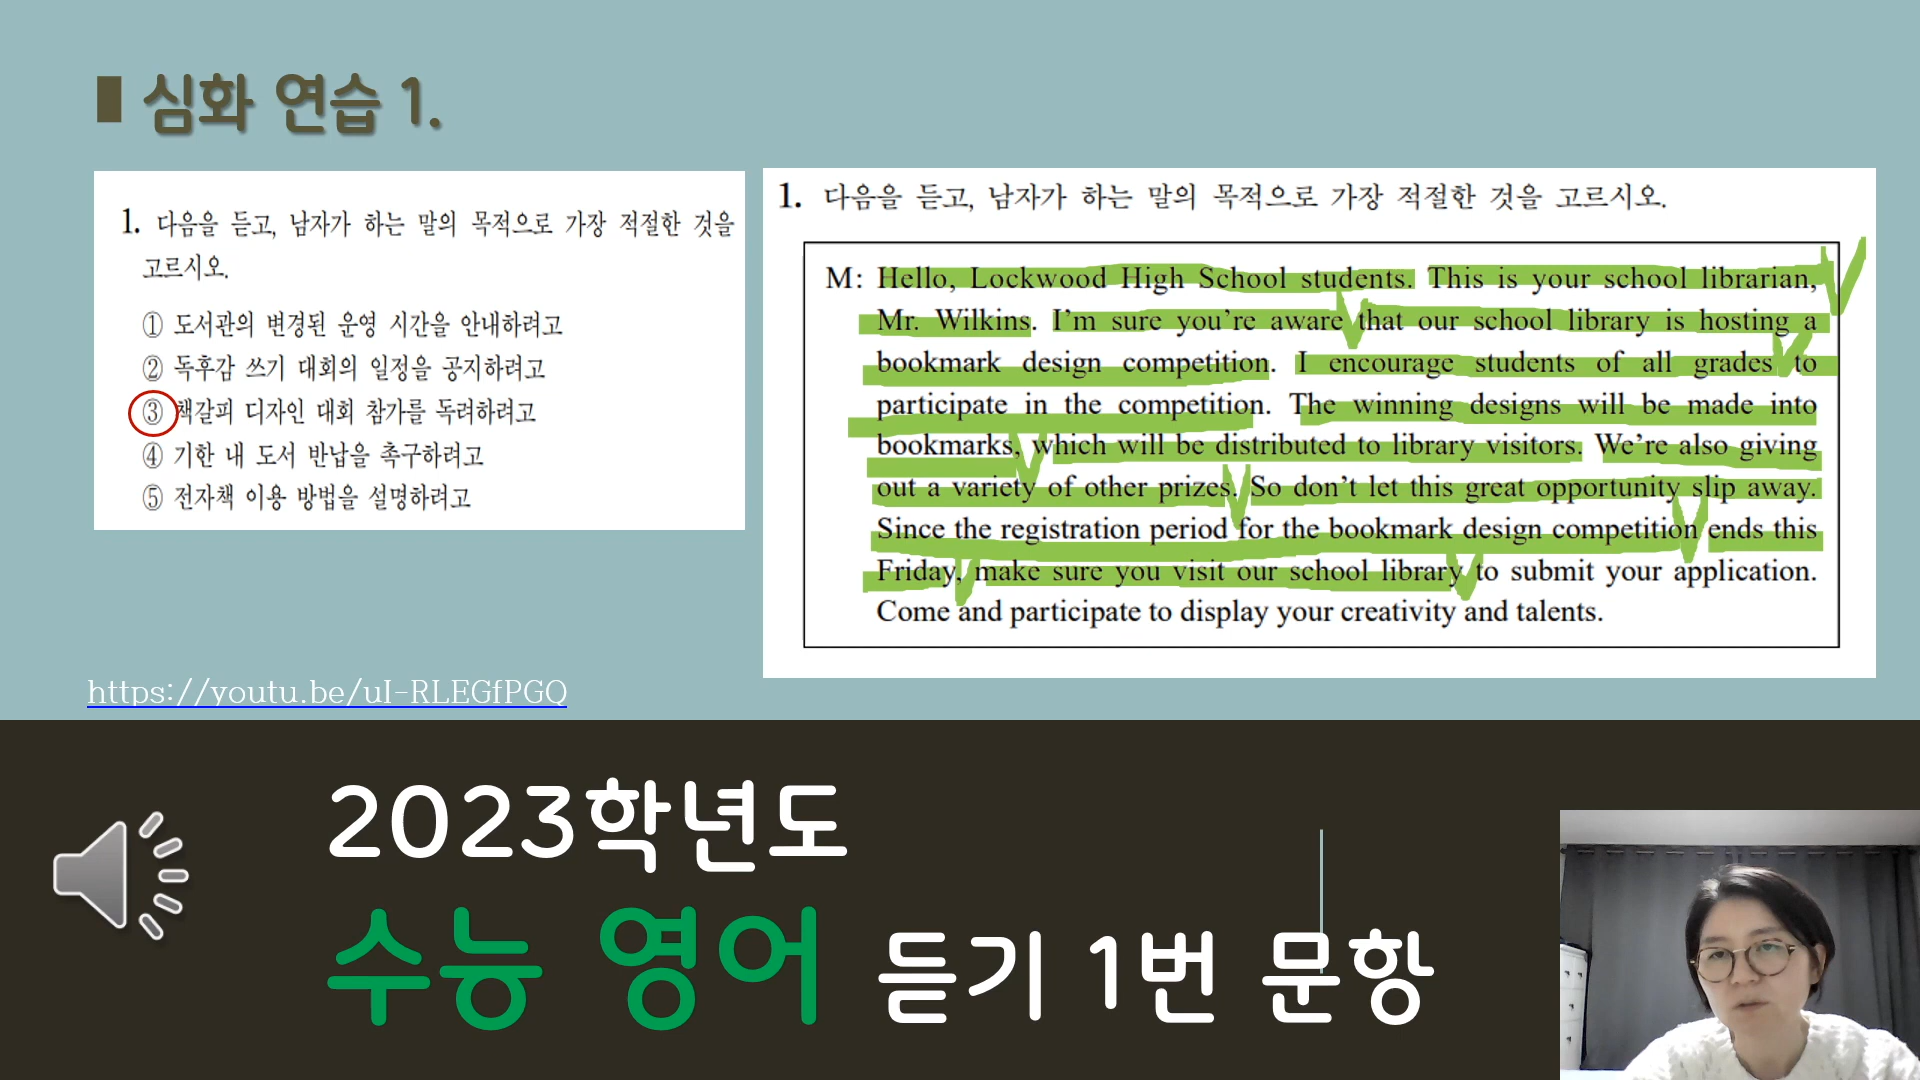 심화 연습 1.
1. 다음을 듣고, 남자가 하는 말의 목적으로 가장 적절한 것을
고르시오.
① 도서관의 변경된 운영 시간을 안내하려고
② 독후감 쓰기 대회의 일정을 공지하려고
③ 책갈피 디자인 대회 참가를 독려하려고
④ 기한 내 도서 반납을 촉구하려고
⑤ 전자책 이용 방법을 설명하려고
1. 다음을 듣고, 남자가 하는 말의 목적으로 가장 적절한 것을 고르시오.
M: Hello, Lockwood High School students. This is your school librarian,
Mr. Wilkins. I'm sure you're aware that our school library is hosting a
bookmark design competition. I encourage students of all grades to
participate in the competition. The winning designs will be made into
bookmarks, which will be distributed to library visitors. We're also giving
out a variety of other prizes. So don't let this great opportunity slip away.
Since the registration period for the bookmark design competition ends this
Friday, make sure you visit our school library to submit your application.
Come and participate to display your creativity and talents.
https://youtu.be/uI-RLEGfPGQ
2023학년도
수능 영어 듣기 1번 문항